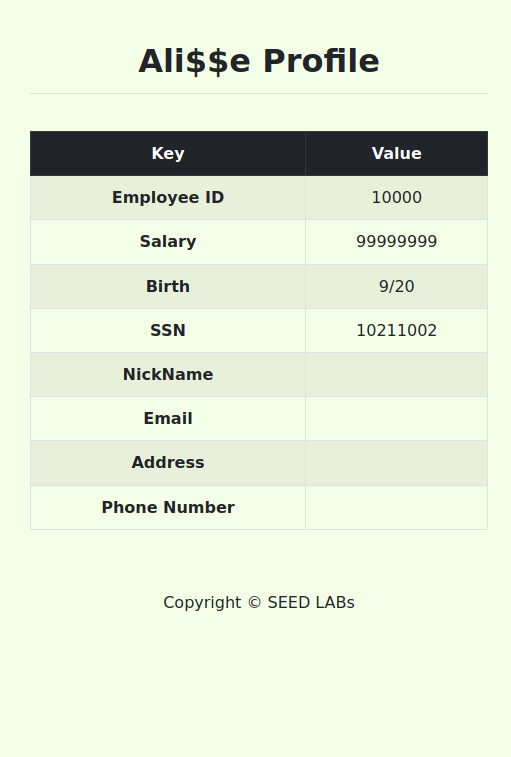 Ali$$e Profile
Key Value
Employee ID 10000
Salary 99999999
Birth 9/20
SSN 10211002
NickName
Email
Address
Phone Number
Copyright © SEED LABs